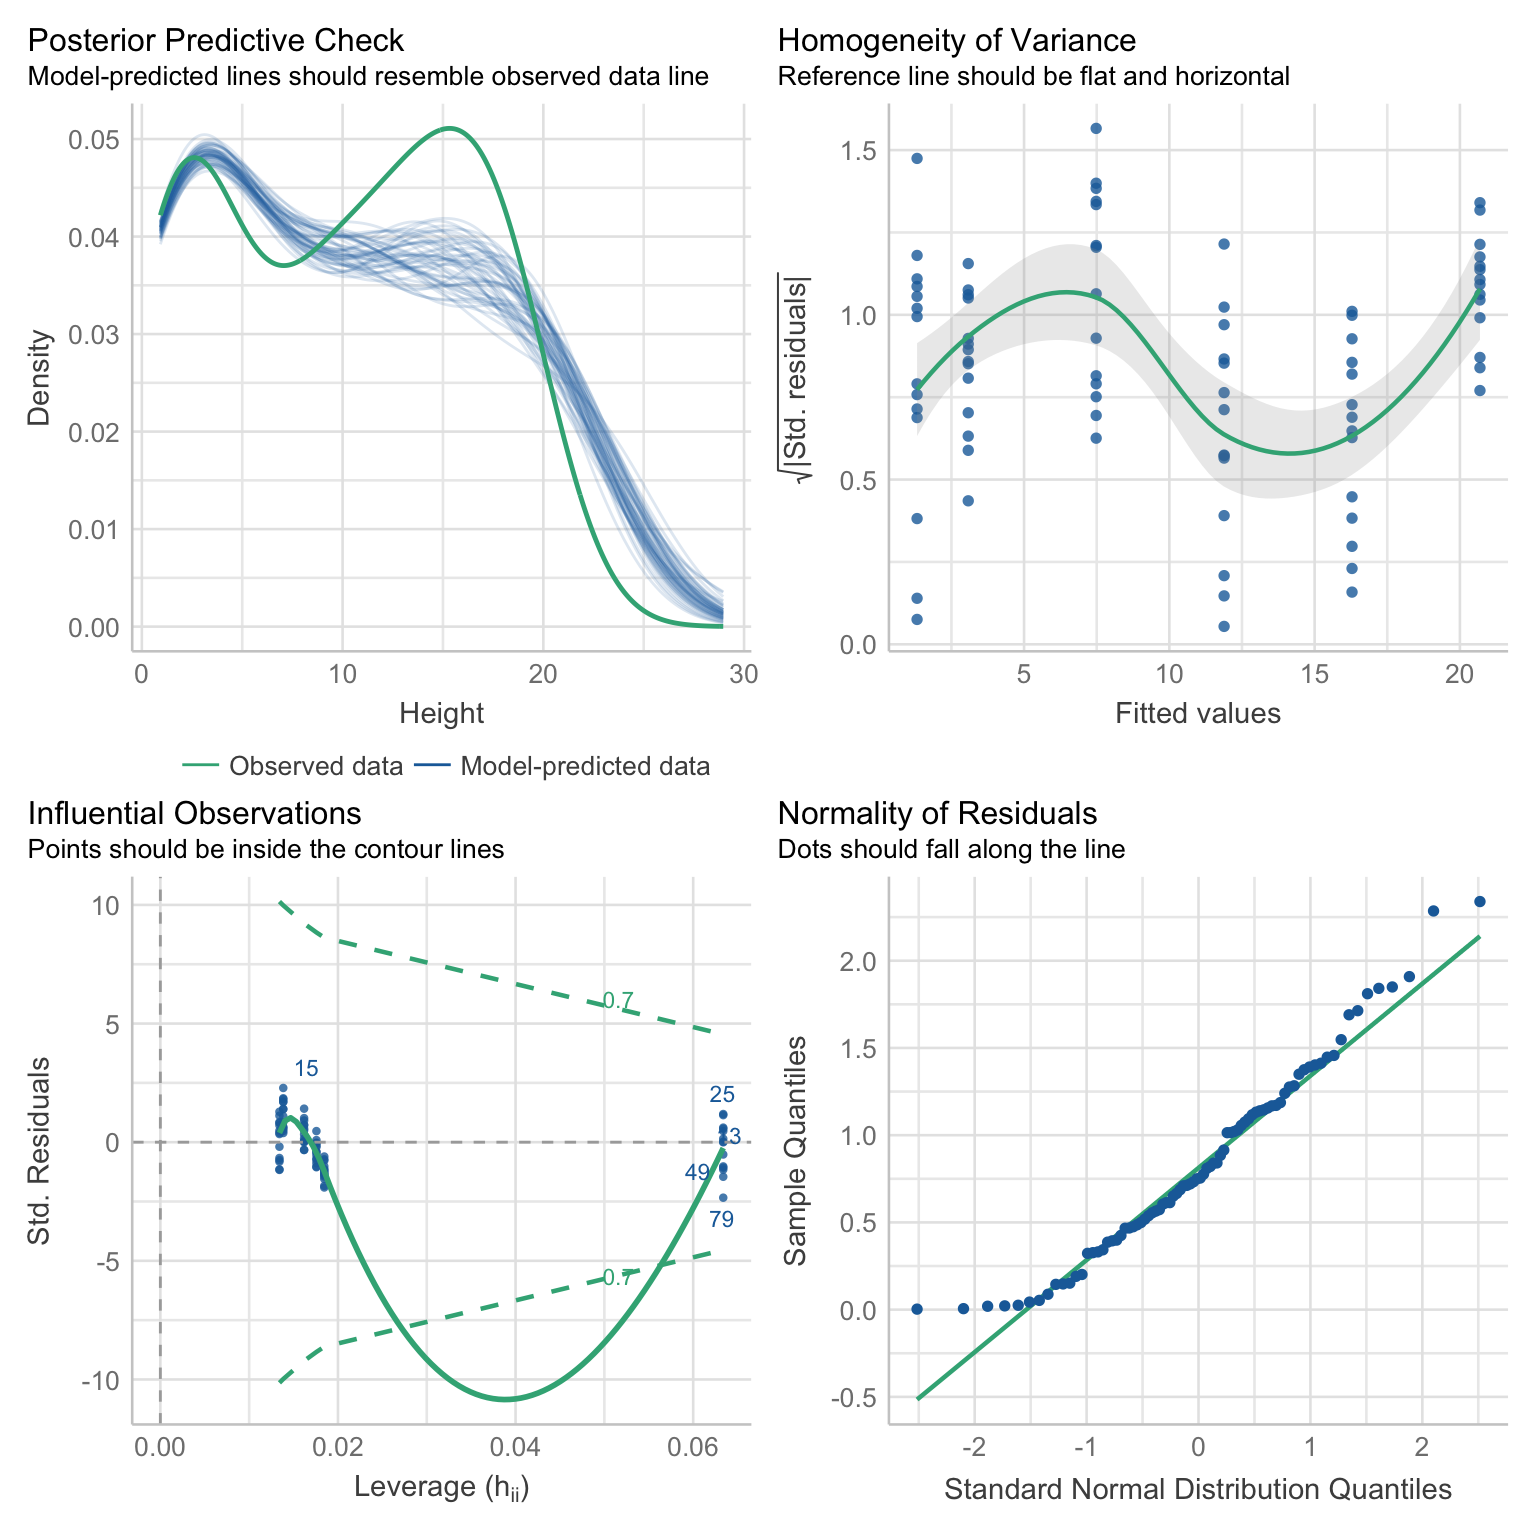 Posterior Predictive Check
Model-predicted lines should resemble observed data line
0.05
0.04
0.03
0.02
0.01
0.00
Density
0
10
20
30
Height
Observed data
Model-predicted data
Homogeneity of Variance
Reference line should be flat and horizontal
1.5
1.0
0.5
0.0
√|Std. residuals|
5
10
15
20
Fitted values
Influential Observations
Points should be inside the contour lines
10
5
0
-5
-10
Std. Residuals
0.7
15
25
3
49
79
0.7
0.00
0.02
0.04
0.06
Leverage (hii)
Normality of Residuals
Dots should fall along the line
2.0
1.5
1.0
0.5
0.0
-0.5
Sample Quantiles
-2
-1
0
1
2
Standard Normal Distribution Quantiles